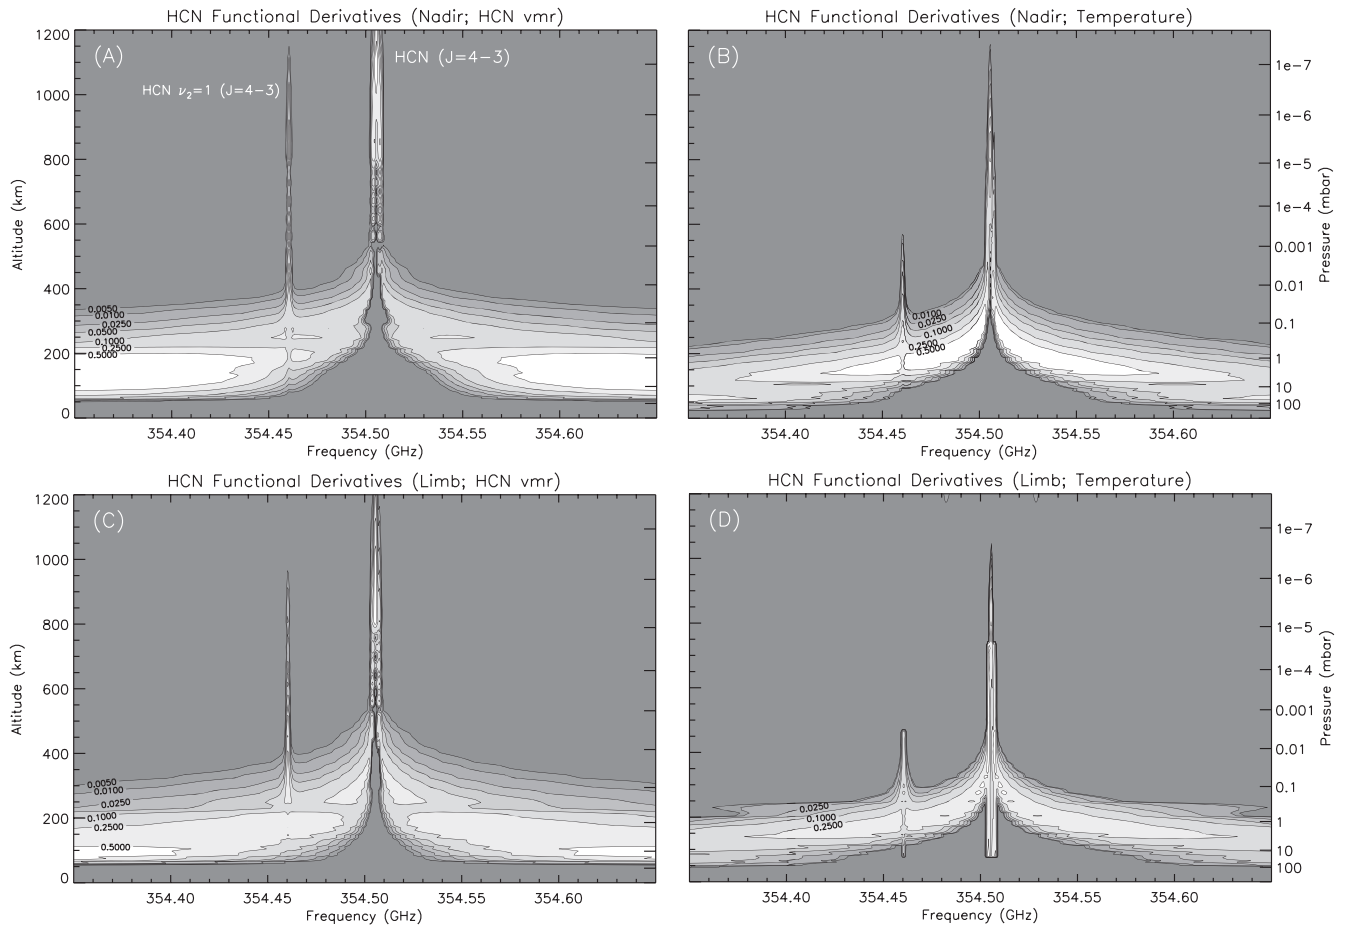 HCN Functional Derivatives (Nadir; HCN vmr)
(A)
HCN (J=4-3)
HCN ν2=1 (J=4-3)
1200
1000
800
600
400
200
0
Altitude (km)
0.0050
0.0100
0.0250
0.0500
0.1000
0.2500
0.5000
354.40 354.45 354.50 354.55 354.60
Frequency (GHz)
HCN Functional Derivatives (Nadir; Temperature)
(B)
1e-7
1e-6
1e-5
1e-4
0.001
0.01
0.1
1
10
100
Pressure (mbar)
0.0100
0.0250
0.1000
0.2500
0.5000
354.40 354.45 354.50 354.55 354.60
Frequency (GHz)
HCN Functional Derivatives (Limb; HCN vmr)
(C)
1200
1000
800
600
400
200
0
Altitude (km)
0.0050
0.0100
0.0250
0.1000
0.2500
0.5000
354.40 354.45 354.50 354.55 354.60
Frequency (GHz)
HCN Functional Derivatives (Limb; Temperature)
(D)
1e-7
1e-6
1e-5
1e-4
0.001
0.01
0.1
1
10
100
Pressure (mbar)
0.0250
0.1000
0.2500
354.40 354.45 354.50 354.55 354.60
Frequency (GHz)